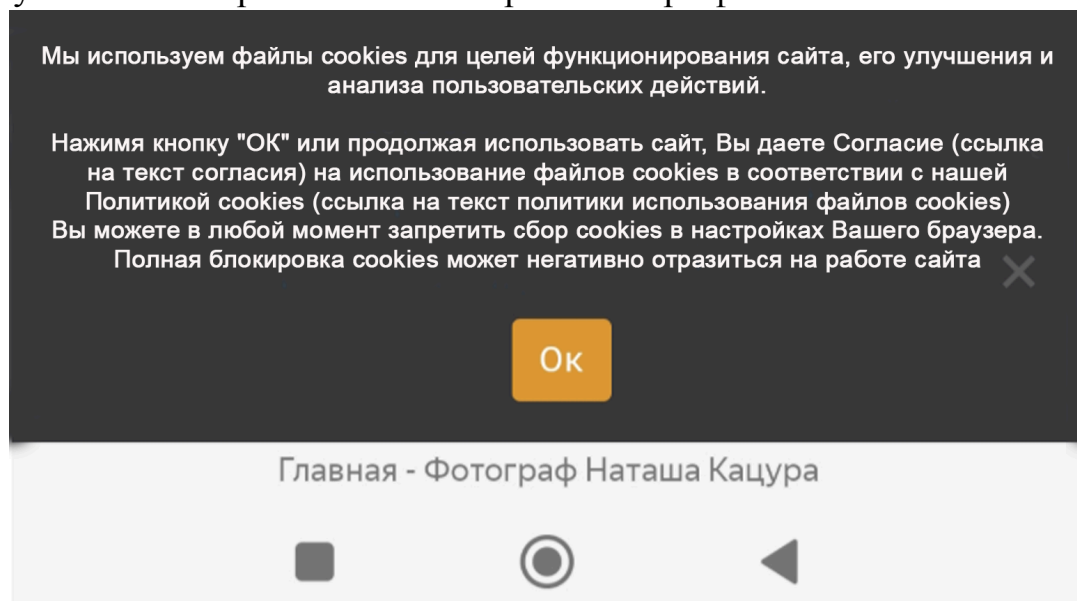 Мы используем файлы cookies для целей функционирования сайта, его улучшения и
анализа пользовательских действий.
Нажимя кнопку "ОК" или продолжая использовать сайт, Вы даете Согласие (ссылка
на текст согласия) на использование файлов cookies в соответствии с нашей
Политикой cookies (ссылка на текст политики использования файлов cookies)
Вы можете в любой момент запретить сбор cookies в настройках Вашего браузера.
Полная блокировка cookies может негативно отразиться на работе сайта
Ок
Главная - Фотограф Наташа Кацура